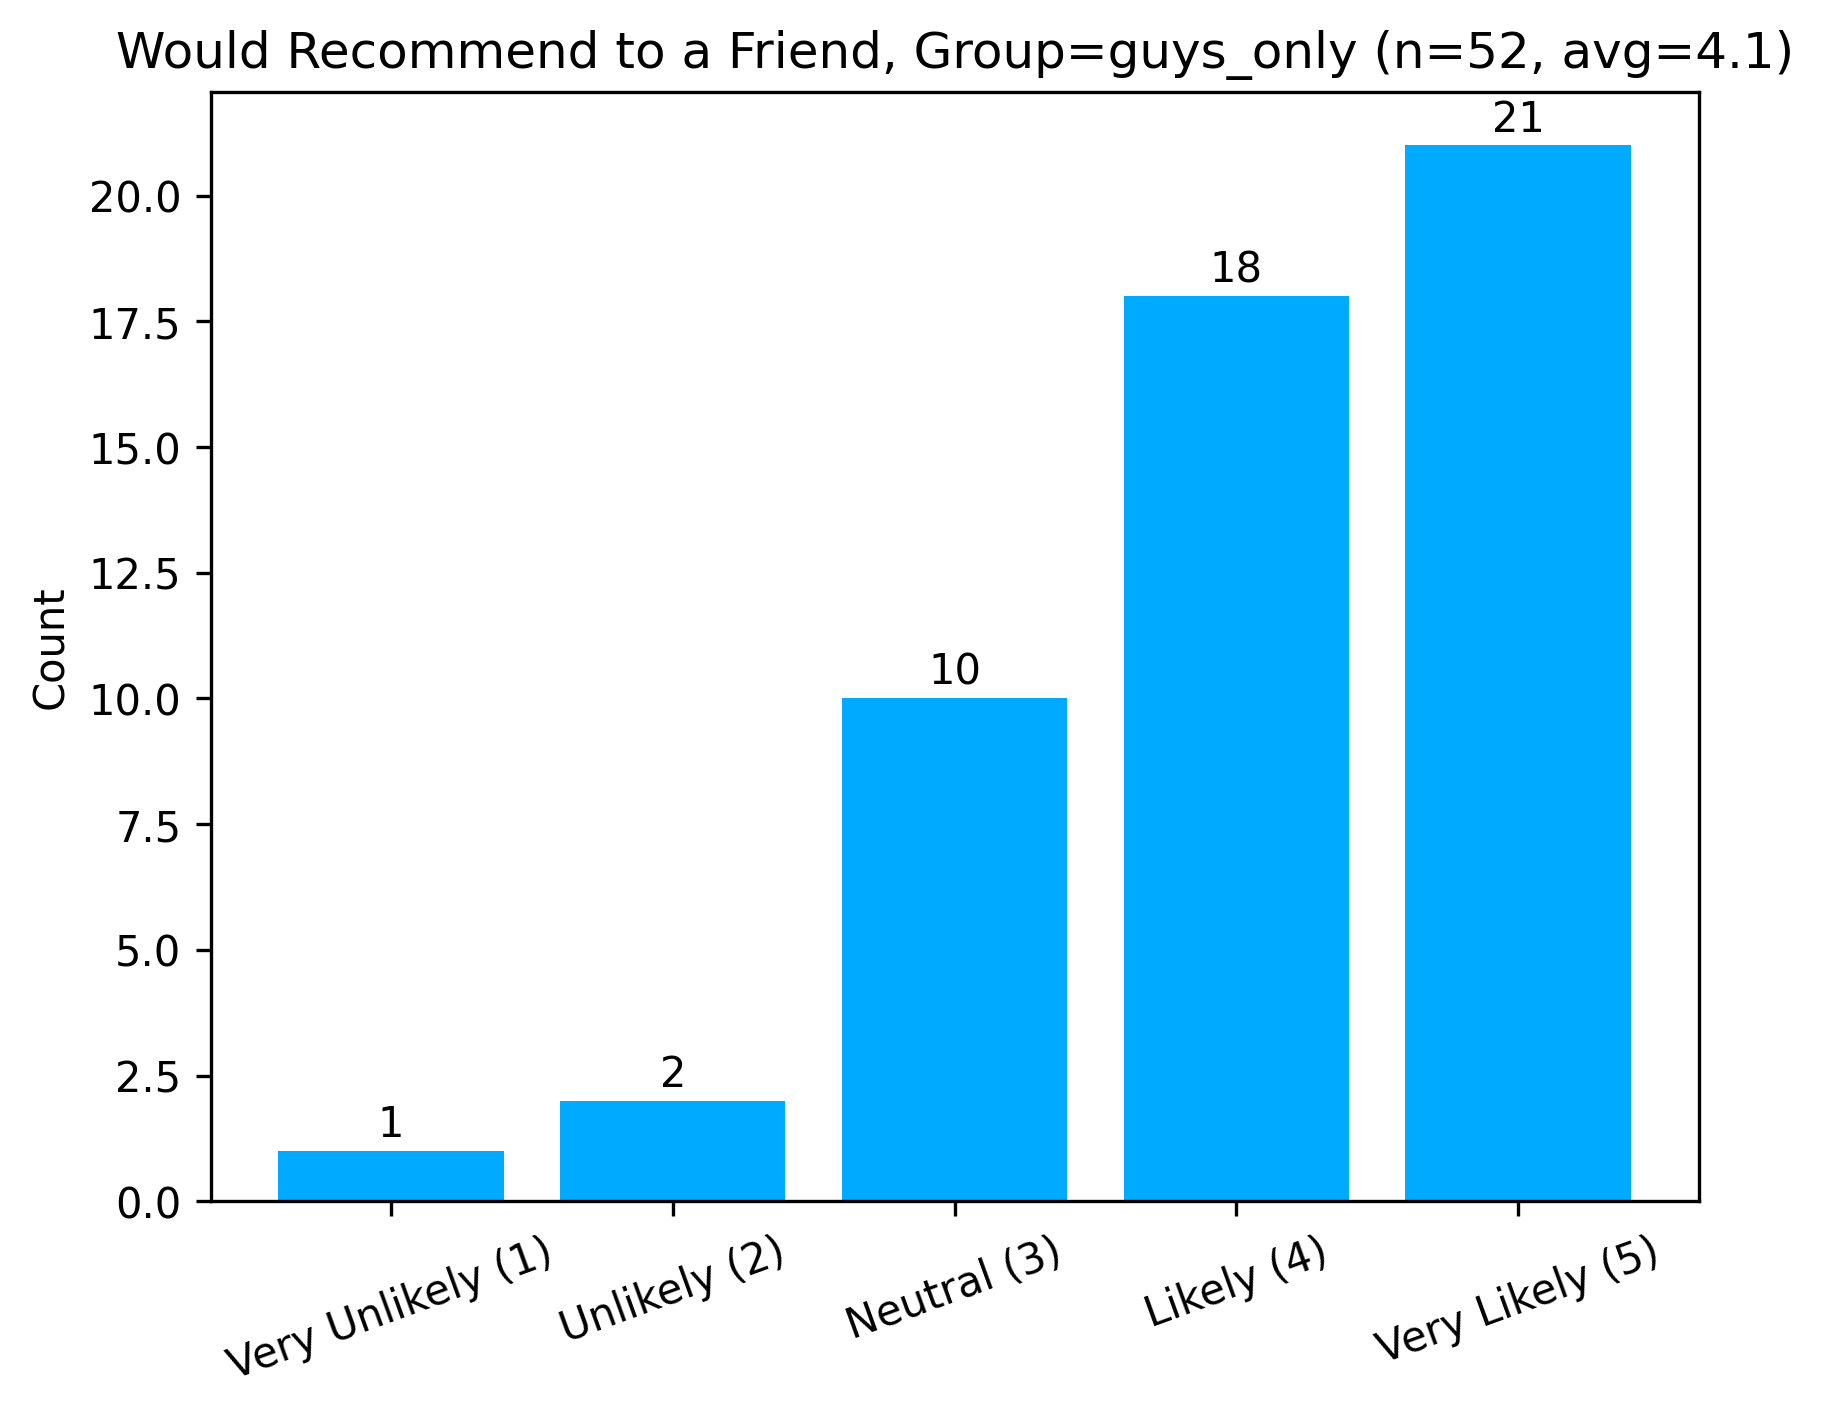 Would Recommend to a Friend, Group=guys_only (n=52, avg=4.1)
Count
20.0
17.5
15.0
12.5
10.0
7.5
5.0
2.5
0.0
1
2
10
18
21
Very Unlikely (1)
Unlikely (2)
Neutral (3)
Likely (4)
Very Likely (5)